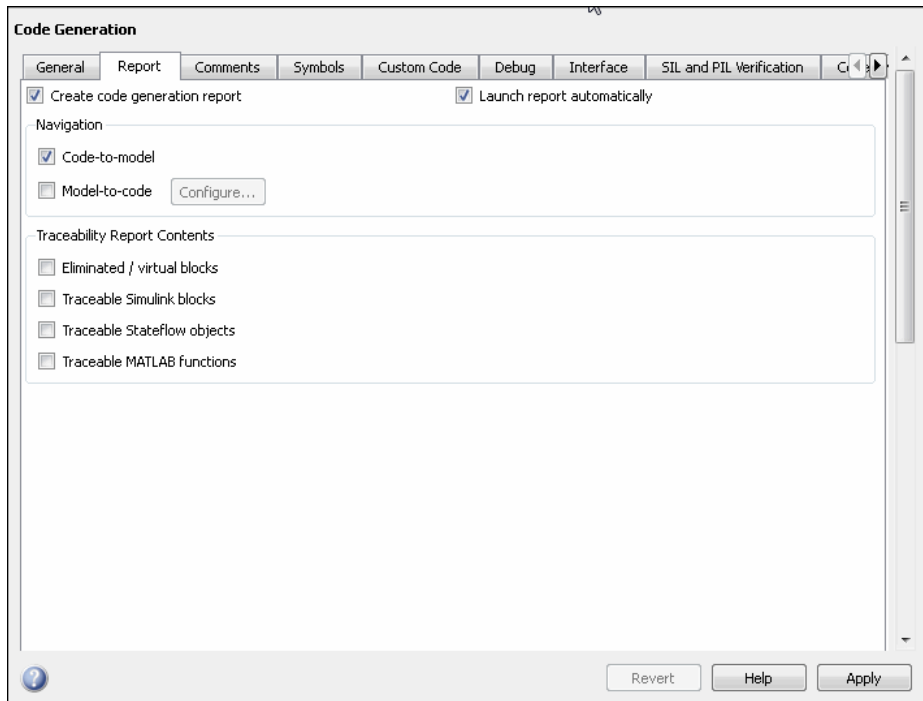 Code Generation
General Report Comments Symbols Custom Code Debug Interface SIL and PIL Verification
Create code generation report Launch report automatically
Navigation
Code-to-model
Model-to-code Configure...
Traceability Report Contents
Eliminated / virtual blocks
Traceable Simulink blocks
Traceable Stateflow objects
Traceable MATLAB functions
Revert Help Apply